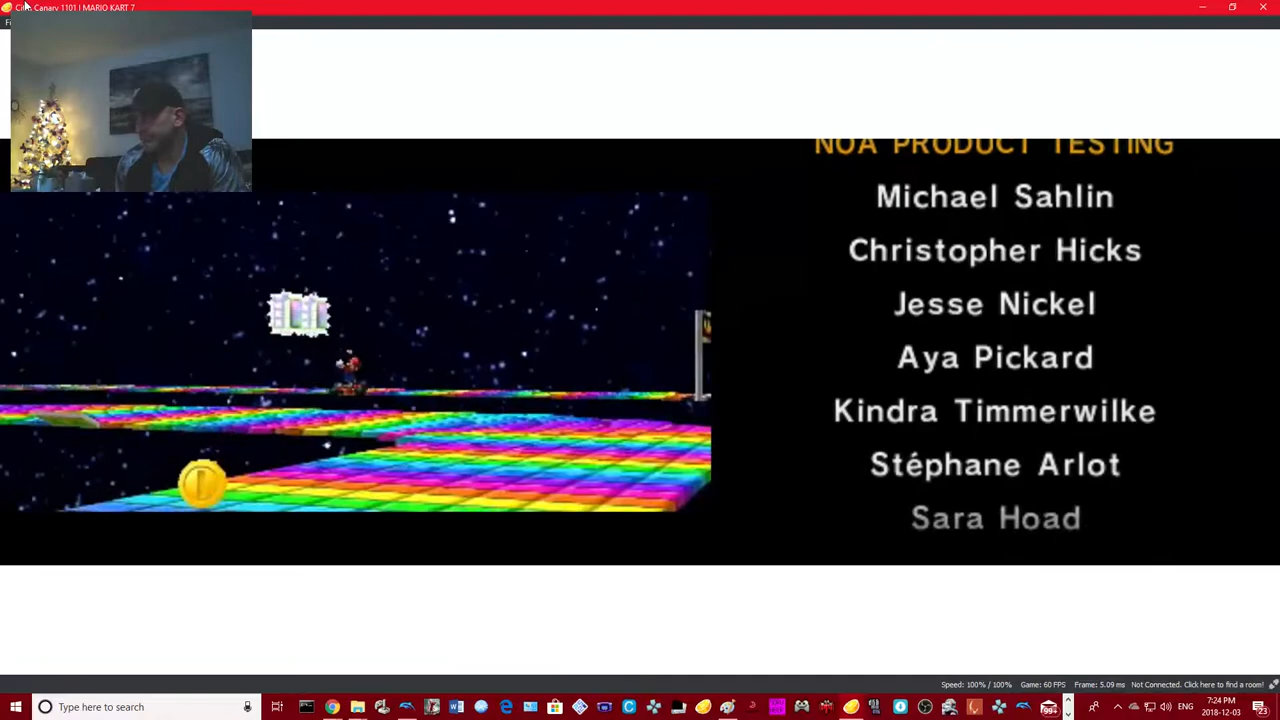 Citra Canary 1101 | MARIO KART 7
NOA PRODUCT TESTING
Michael Sahlin
Christopher Hicks
Jesse Nickel
Aya Pickard
Kindra Timmerwilke
Stéphane Arlot
Sara Hoad
Speed: 100% / 100% Game: 60 FPS Frame: 5.09 ms Not Connected. Click here to find a room!
Type here to search
99+
ENG
7:24 PM
2018-12-03
23